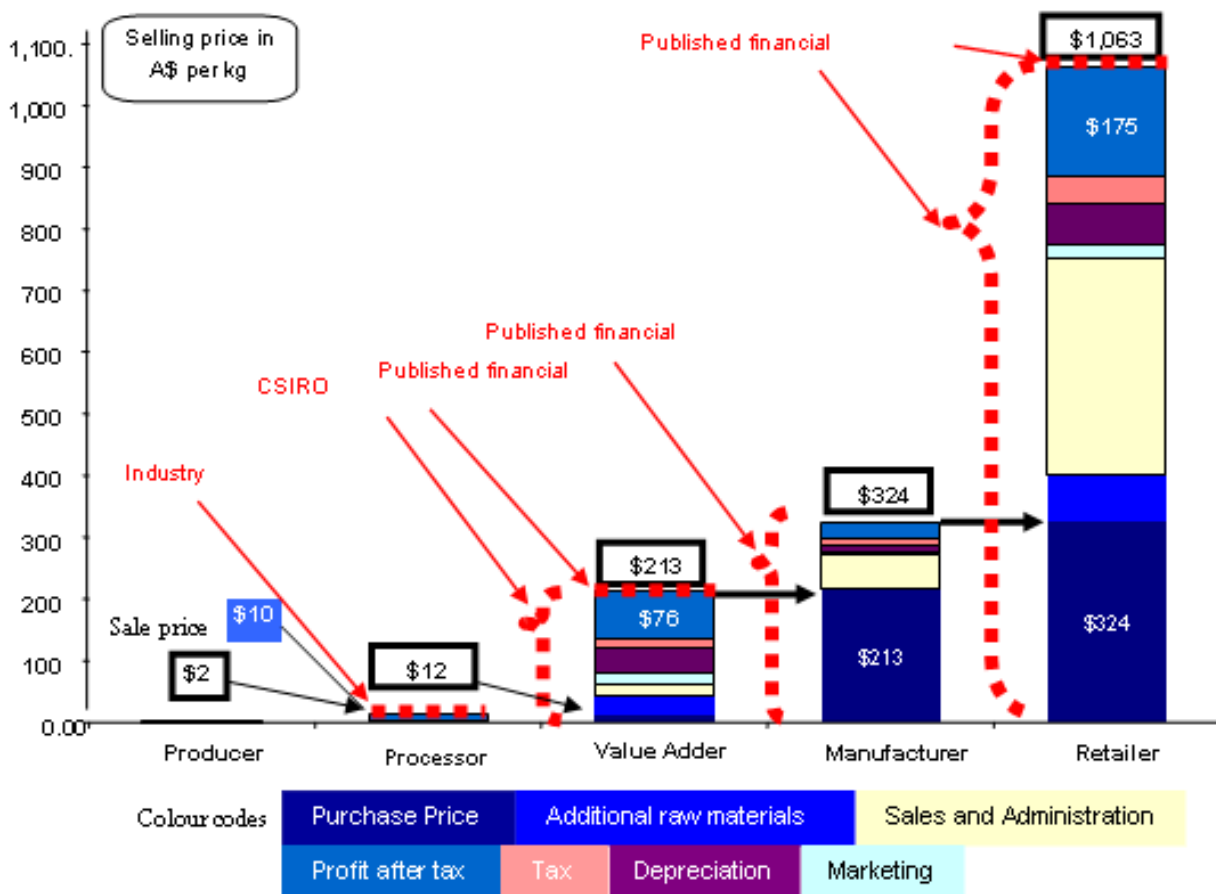 Selling price in
A$ per kg
1,100.
1,000
900
800
700
600
500
400
300
200
100
0.00
Published financial
$1,063
$175
Published financial
Published financial
CSIRO
Industry
$324
$213
$10
Sale price
$2
$12
$76
$213
$324
Producer
Processor
Value Adder
Manufacturer
Retailer
Colour codes
Purchase Price
Additional raw materials
Sales and Administration
Profit after tax
Tax
Depreciation
Marketing